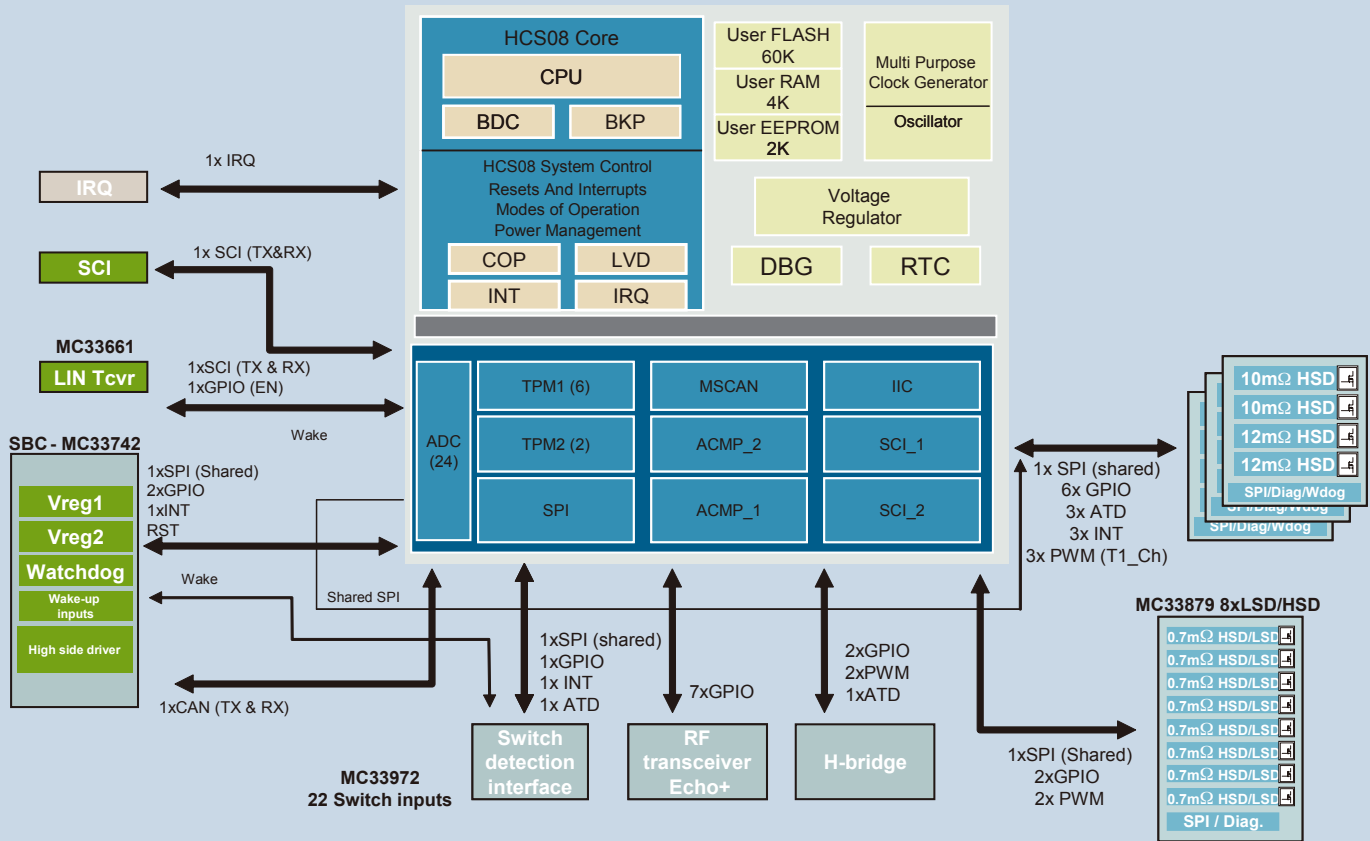 HCS08 Core
CPU
BDC
BKP
HCS08 System Control
Resets And Interrupts
Modes of Operation
Power Management
COP
LVD
INT
IRQ
User FLASH
60K
User RAM
4K
User EEPROM
2K
Multi Purpose
Clock Generator
Oscillator
Voltage
Regulator
DBG
RTC
IRQ
1x IRQ
SCI
1x SCI (TX&RX)
MC33661
LIN Tcvr
1xSCI (TX & RX)
1xGPIO (EN)
Wake
SBC - MC33742
Vreg1
Vreg2
Watchdog
Wake-up
inputs
High side driver
1xSPI (Shared)
2xGPIO
1xINT
RST
Wake
Shared SPI
1xCAN (TX & RX)
ADC
(24)
TPM1 (6)
MSCAN
IIC
TPM2 (2)
ACMP_2
SCI_1
SPI
ACMP_1
SCI_2
1x SPI (shared)
6x GPIO
3x ATD
3x INT
3x PWM (T1_Ch)
10mΩ HSD
10mΩ HSD
12mΩ HSD
12mΩ HSD
SPI/Diag/Wdog
SPI/Diag/Wdog
SPI/Diag/Wdog
1xSPI (shared)
1xGPIO
1x INT
1x ATD
Switch
detection
interface
MC33972
22 Switch inputs
7xGPIO
RF
transceiver
Echo+
2xGPIO
2xPWM
1xATD
H-bridge
1xSPI (Shared)
2xGPIO
2x PWM
MC33879 8xLSD/HSD
0.7mΩ HSD/LSD
0.7mΩ HSD/LSD
0.7mΩ HSD/LSD
0.7mΩ HSD/LSD
0.7mΩ HSD/LSD
0.7mΩ HSD/LSD
0.7mΩ HSD/LSD
0.7mΩ HSD/LSD
SPI / Diag.